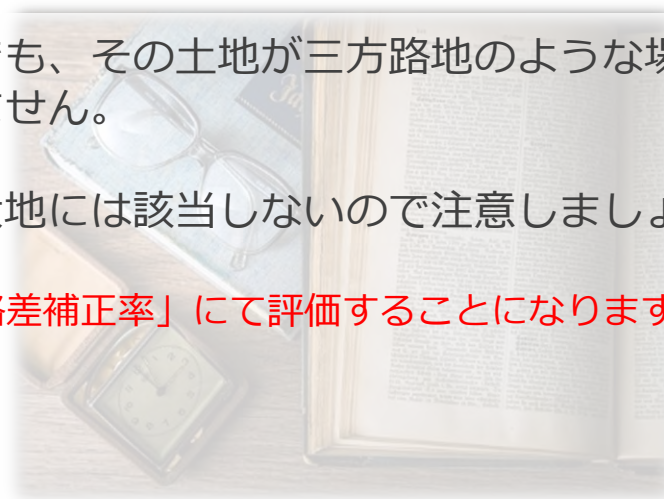 も、その土地が三方路地のような場
せん。
地には該当しないので注意しましょ
差補正率」にて評価することになります